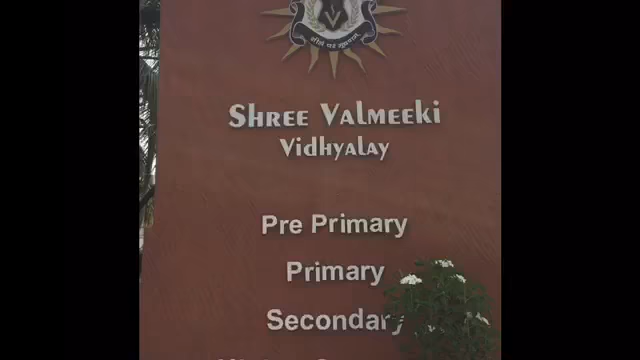 Shree Valmeeki
Vidhyalay
Pre Primary
Primary
Secondary